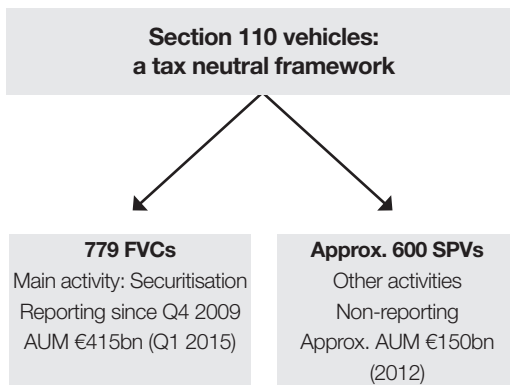 Section 110 vehicles:
a tax neutral framework
779 FVCs
Main activity: Securitisation
Reporting since Q4 2009
AUM €415bn (Q1 2015)
Approx. 600 SPVs
Other activities
Non-reporting
Approx. AUM €150bn
(2012)